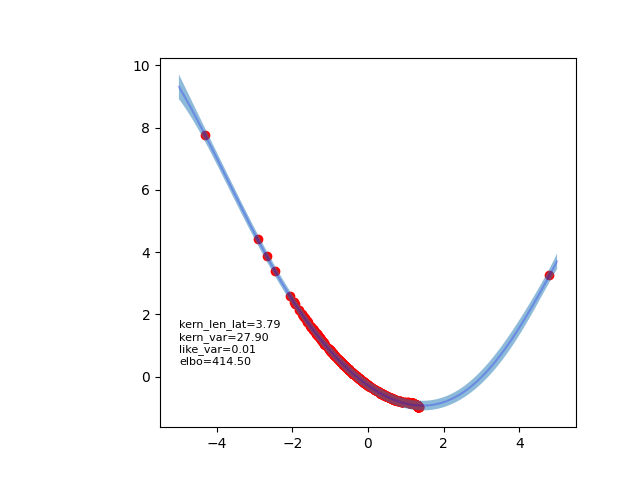 10
8
6
4
2
0
kern_len_lat=3.79
kern_var=27.90
like_var=0.01
elbo=414.50
−4 −2 0 2 4